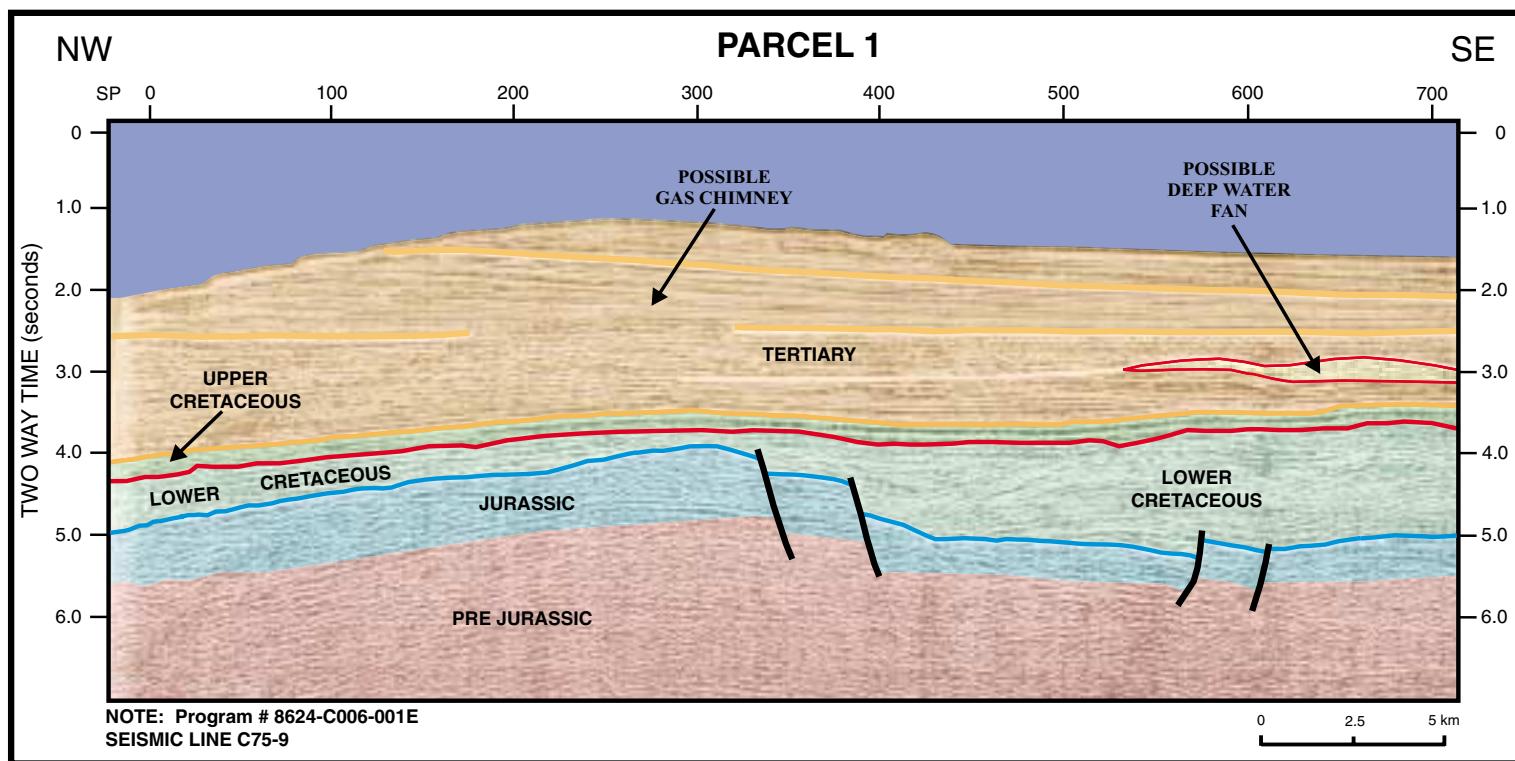 PARCEL 1
NW
SE
SP 0 100 200 300 400 500 600 700
0
1.0
2.0
3.0
4.0
5.0
6.0
0
1.0
2.0
3.0
4.0
5.0
6.0
TWO WAY TIME (seconds)
POSSIBLE
GAS CHIMNEY
POSSIBLE
DEEP WATER
FAN
TERTIARY
UPPER
CRETACEOUS
LOWER CRETACEOUS
JURASSIC
LOWER
CRETACEOUS
PRE JURASSIC
NOTE: Program # 8624-C006-001E
SEISMIC LINE C75-9
0 2.5 5 km